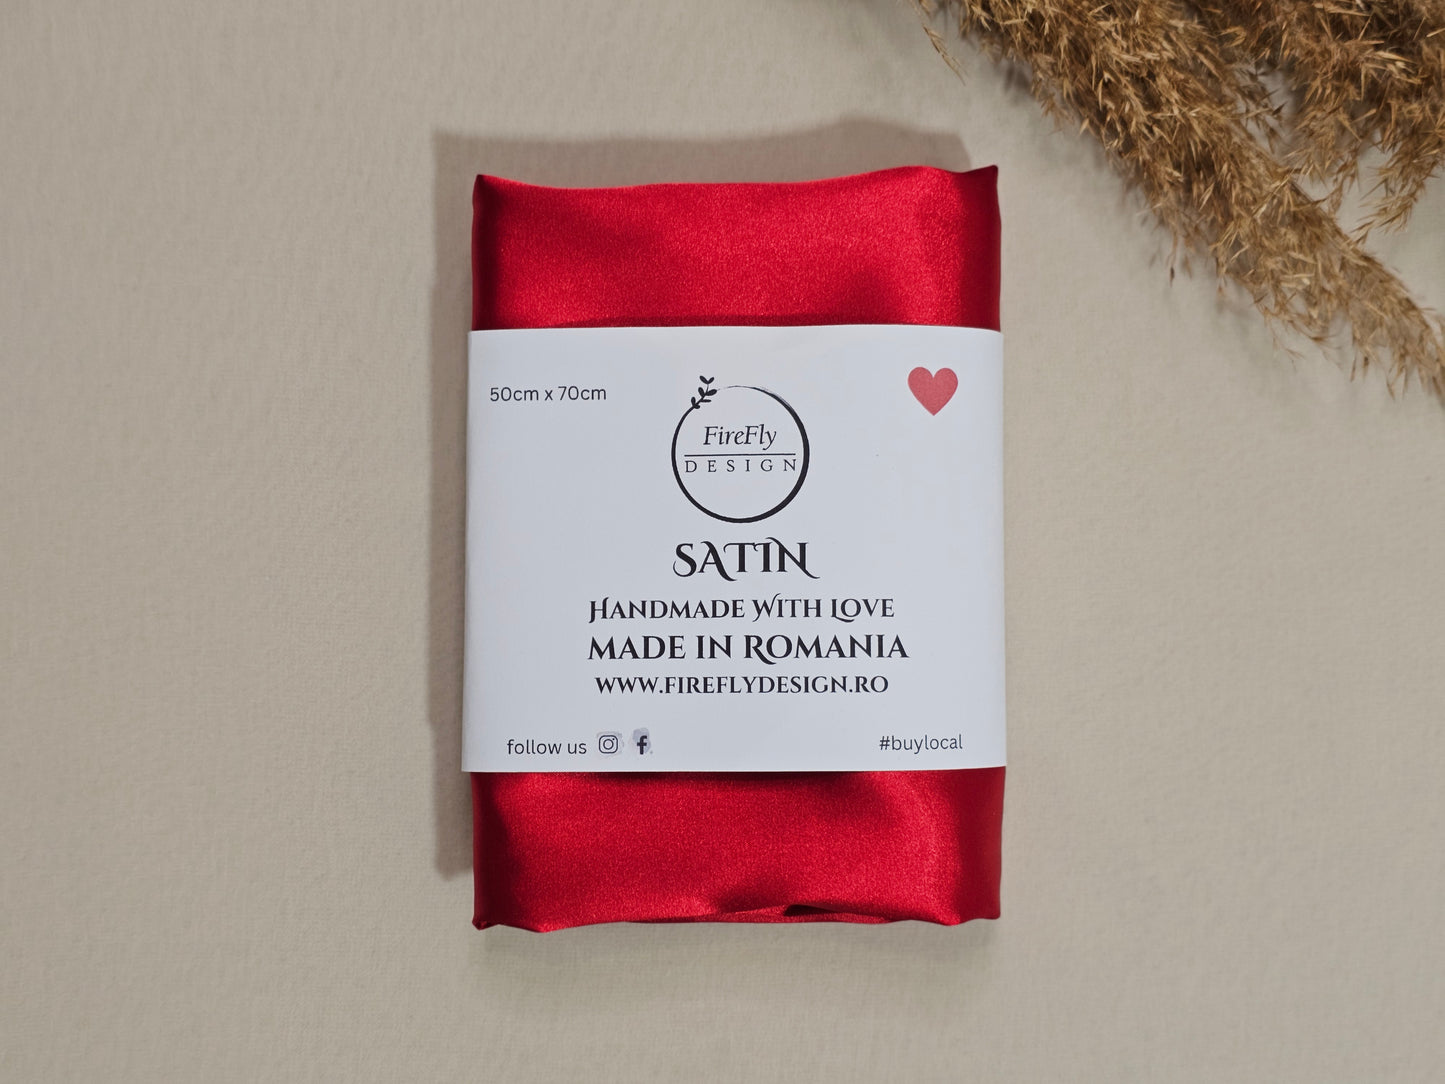 50cm x 70cm
FireFly
DESIGN
SATIN
HANDMADE WITH LOVE
MADE IN ROMANIA
WWW.FIREFLYDESIGN.RO
follow us
#buylocal